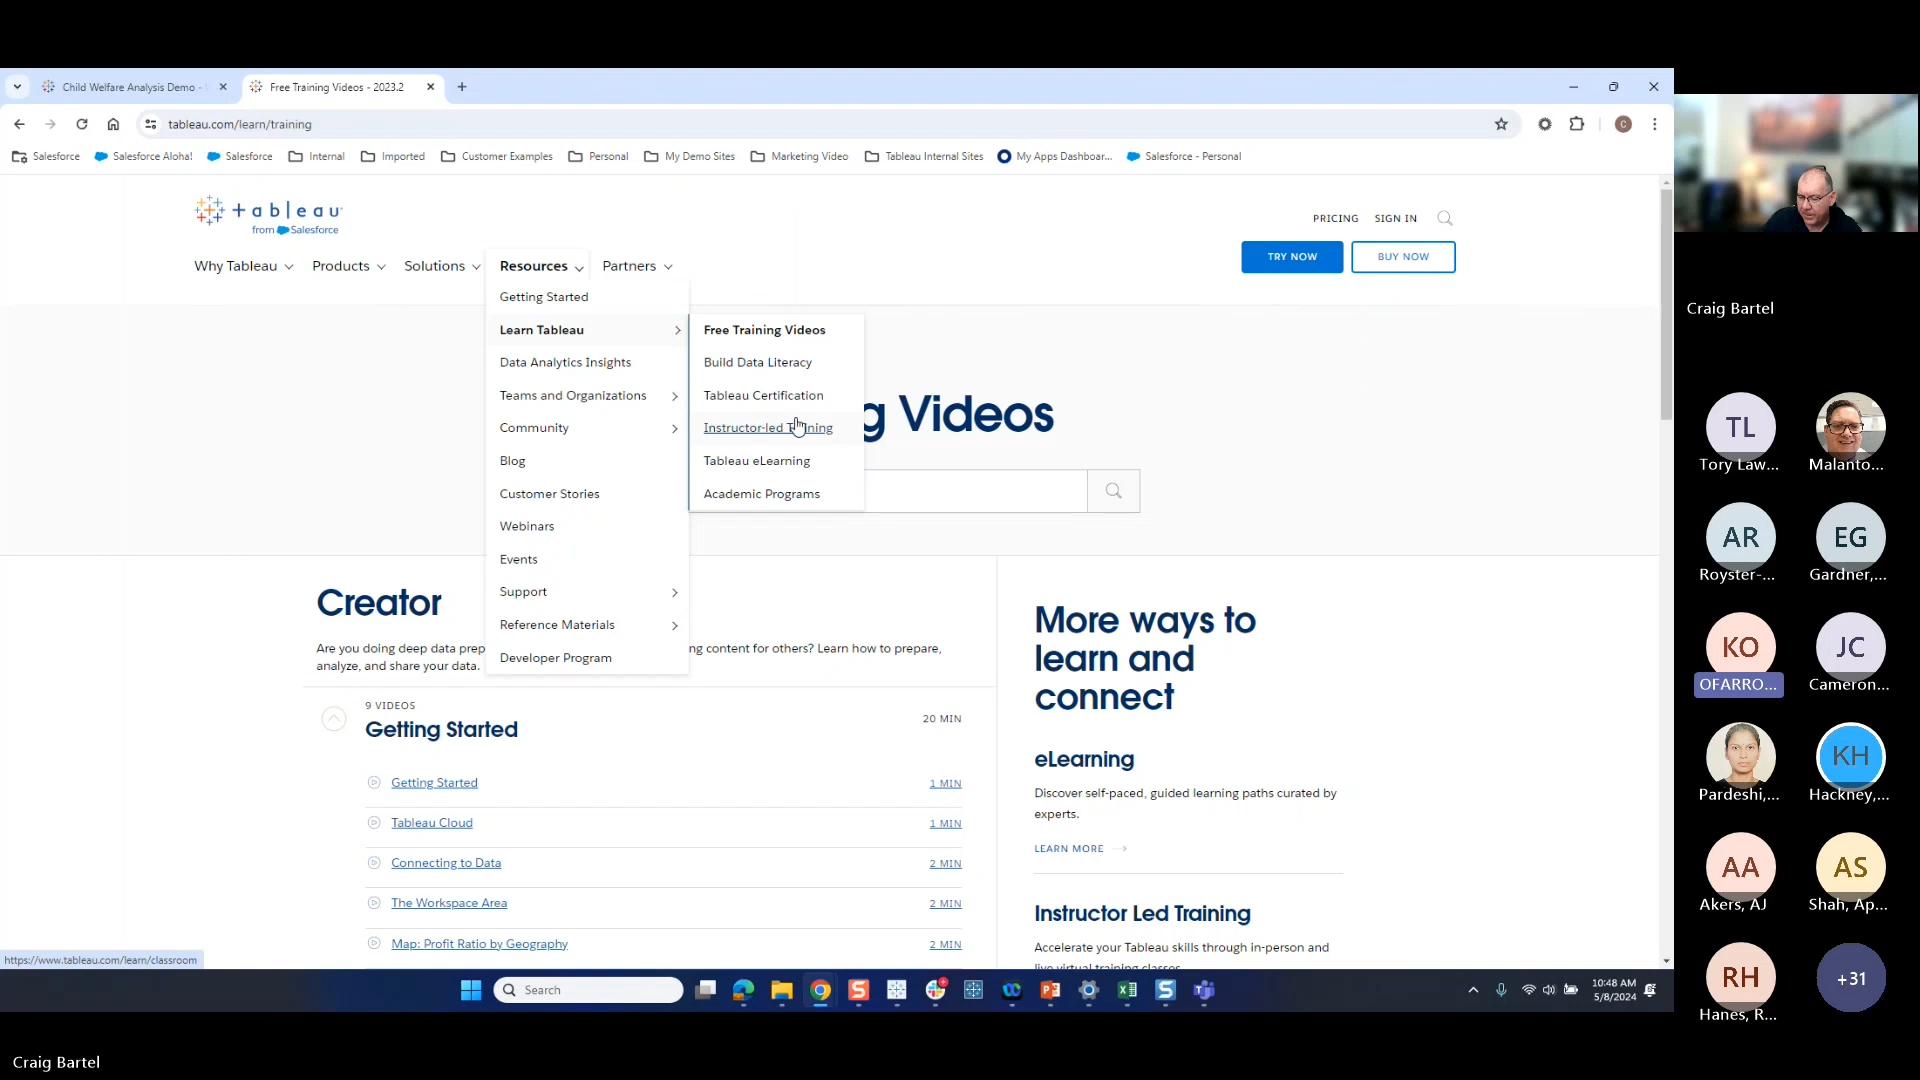 Child Welfare Analysis Demo -
Free Training Videos - 2023.2
tableau.com/learn/training
C
Salesforce
Salesforce Aloha!
Salesforce
Internal
Imported
Customer Examples
Personal
My Demo Sites
Marketing Video
Tableau Internal Sites
My Apps Dashboar...
Salesforce - Personal
+ a b | e a u
from Salesforce
PRICING
SIGN IN
Why Tableau
Products
Solutions
Resources
Partners
TRY NOW
BUY NOW
Getting Started
Learn Tableau
Data Analytics Insights
Teams and Organizations
Community
Blog
Customer Stories
Webinars
Events
Support
Reference Materials
Developer Program
Free Training Videos
Build Data Literacy
Tableau Certification
Instructor-led Training
Tableau eLearning
Academic Programs
g Videos
Creator
Are you doing deep data prep
ng content for others? Learn how to prepare,
analyze, and share your data.
9 VIDEOS
Getting Started
20 MIN
Getting Started
1 MIN
Tableau Cloud
1 MIN
Connecting to Data
2 MIN
The Workspace Area
2 MIN
Map: Profit Ratio by Geography
2 MIN
More ways to
learn and
connect
eLearning
Discover self-paced, guided learning paths curated by
experts.
LEARN MORE
Instructor Led Training
Accelerate your Tableau skills through in-person and
live virtual training classes.
https://www.tableau.com/learn/classroom
Search
10:48 AM
5/8/2024
Craig Bartel
TL
Tory Law...
Malanto...
AR
Royster-...
EG
Gardner,...
KO
OFARRO...
JC
Cameron...
Pardeshi,...
KH
Hackney,...
AA
Akers, AJ
AS
Shah, Ap...
RH
Hanes, R...
+31
Craig Bartel